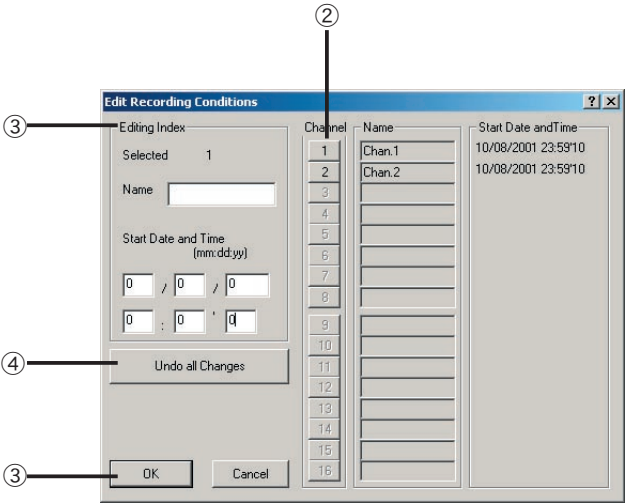 ②
Edit Recording Conditions ? ×
③ Editing Index
Selected 1
Name
Start Date and Time
(mm:dd:yy)
0 / 0 / 0
0 : 0 ' 0
④ Undo all Changes
③ OK Cancel
Channel
1
2
3
4
5
6
7
8
9
10
11
12
13
14
15
16
Name
Chan.1
Chan.2
Start Date andTime
10/08/2001 23:59'10
10/08/2001 23:59'10